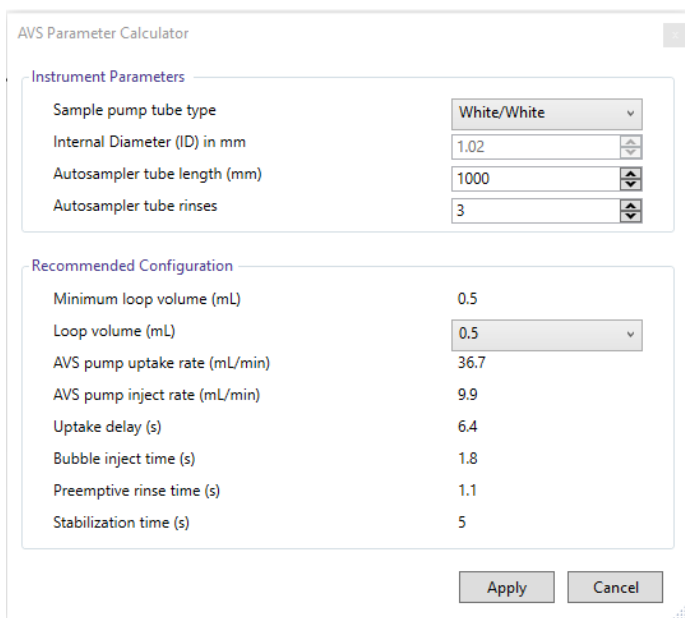 AVS Parameter Calculator
x
Instrument Parameters
Sample pump tube type White/White
Internal Diameter (ID) in mm 1.02
Autosampler tube length (mm) 1000
Autosampler tube rinses 3
Recommended Configuration
Minimum loop volume (mL) 0.5
Loop volume (mL) 0.5
AVS pump uptake rate (mL/min) 36.7
AVS pump inject rate (mL/min) 9.9
Uptake delay (s) 6.4
Bubble inject time (s) 1.8
Preemptive rinse time (s) 1.1
Stabilization time (s) 5
Apply Cancel